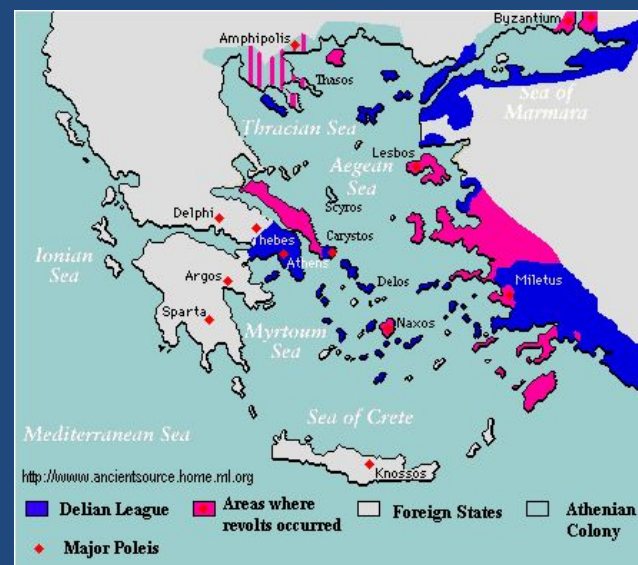 Amphipolis
Byzantium
Thasos
Sea of
Marmara
Thracian Sea
Lesbos
Aegean
Sea
Scyros
Delphi
Thebes
Carystos
Athens
Ionian
Sea
Argos
Delos
Miletus
Sparta
Myrtoum
Sea
Naxos
Sea of Crete
Mediterranean Sea
Knossos
http://wwww.ancientsource.home.ml.org
Delian League
Areas where
revolts occurred
Foreign States
Athenian
Colony
Major Poleis